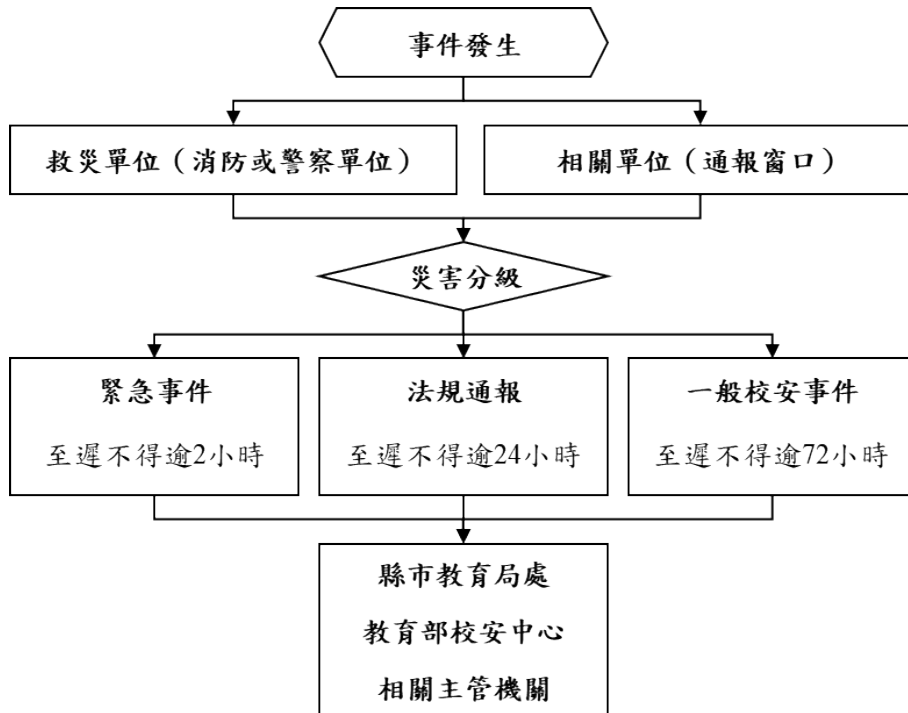 事件發生
救災單位（消防或警察單位）
相關單位（通報窗口）
災害分級
緊急事件
至遲不得逾2小時
法規通報
至遲不得逾24小時
一般校安事件
至遲不得逾72小時
縣市教育局處
教育部校安中心
相關主管機關